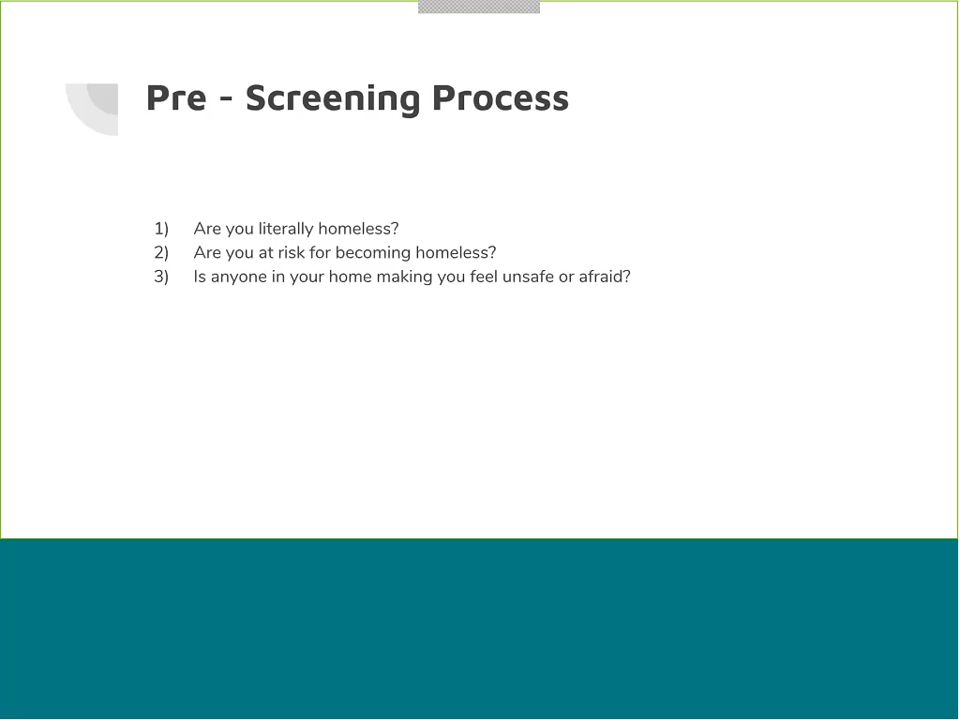 Pre - Screening Process
1) Are you literally homeless?
2) Are you at risk for becoming homeless?
3) Is anyone in your home making you feel unsafe or afraid?